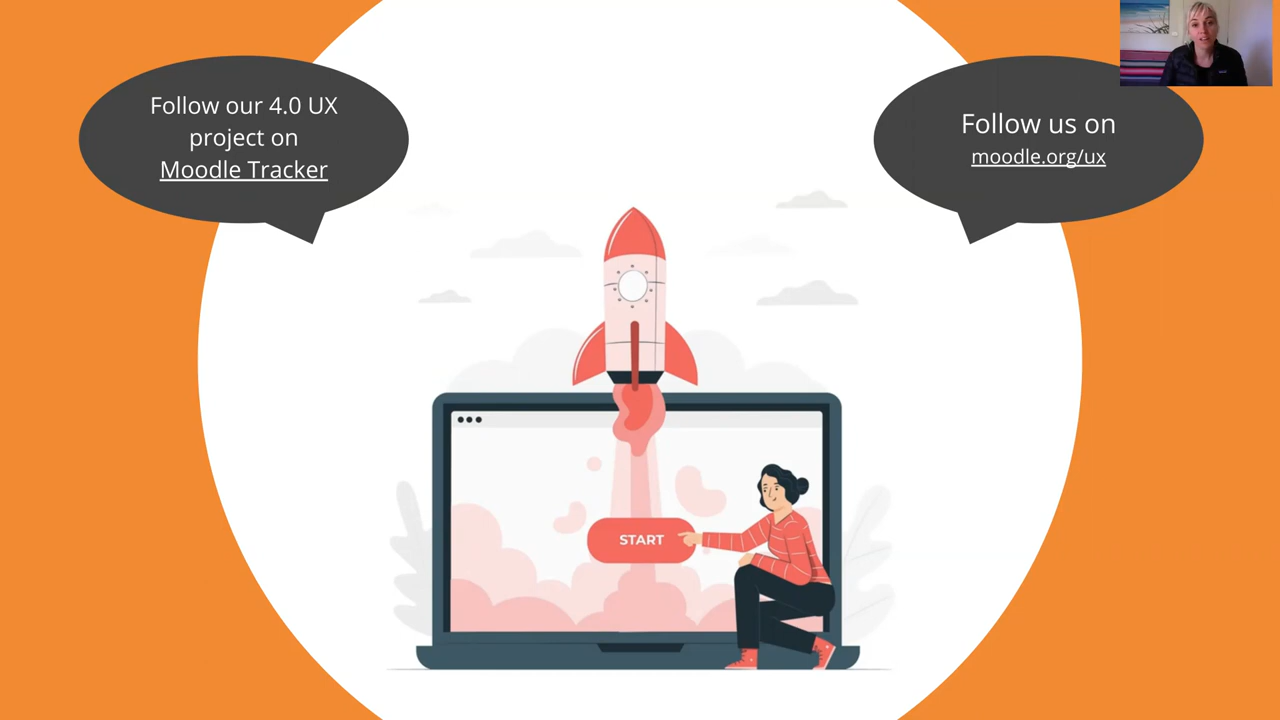 Follow our 4.0 UX
project on
Moodle Tracker
Follow us on
moodle.org/ux
START